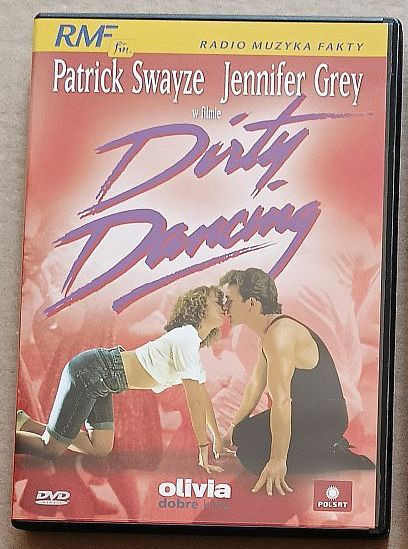 RMF fm.
RADIO MUZYKA FAKTY
Patrick Swayze Jennifer Grey
w filmie
Dirty
Dancing
DVD
olivia
dobre kino
POLSAT